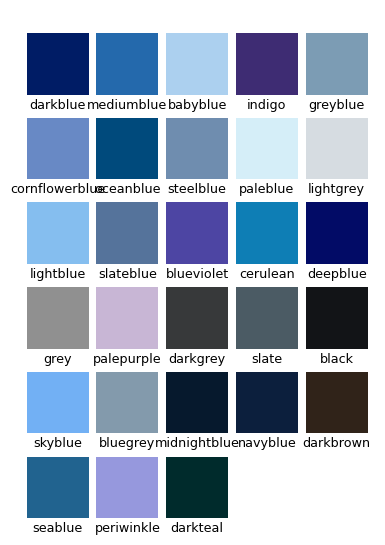 darkblue mediumblue babyblue indigo greyblue
cornflowerblue oceanblue steelblue paleblue lightgrey
lightblue slateblue blueviolet cerulean deepblue
grey palepurple darkgrey slate black
skyblue bluegrey midnightblue navyblue darkbrown
seablue periwinkle darkteal